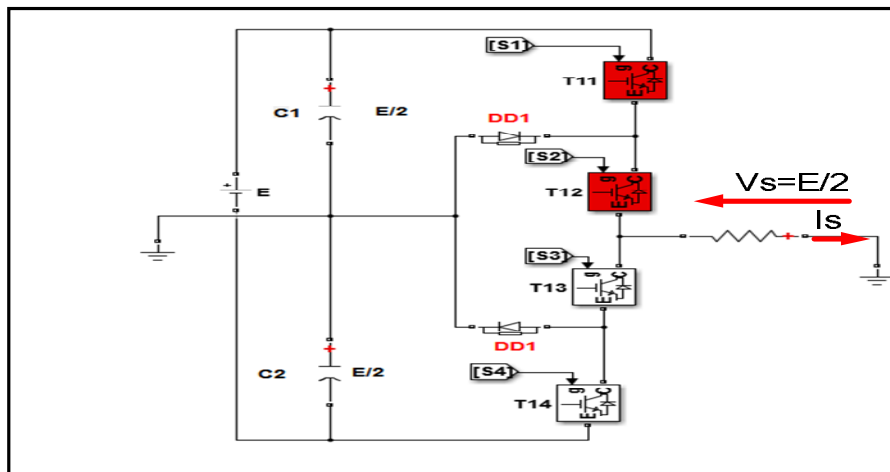 [S1]
g C
E
T11
+
C1 E/2
DD1
[S2]
g C
E
T12
Vs=E/2
+
E
Is
+
[S3]
g C
E
T13
DD1
+
C2 E/2
[S4]
g C
E
T14